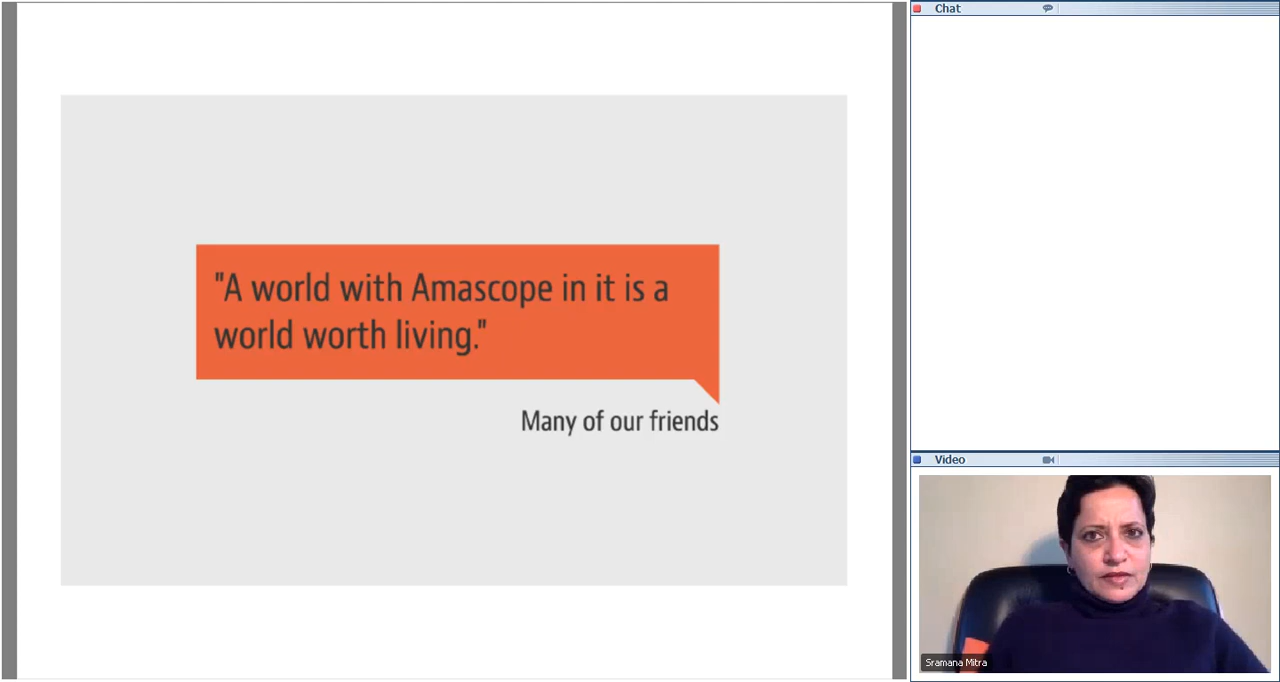 "A world with Amascope in it is a
world worth living."
Many of our friends
Chat
Video
Sramana Mitra